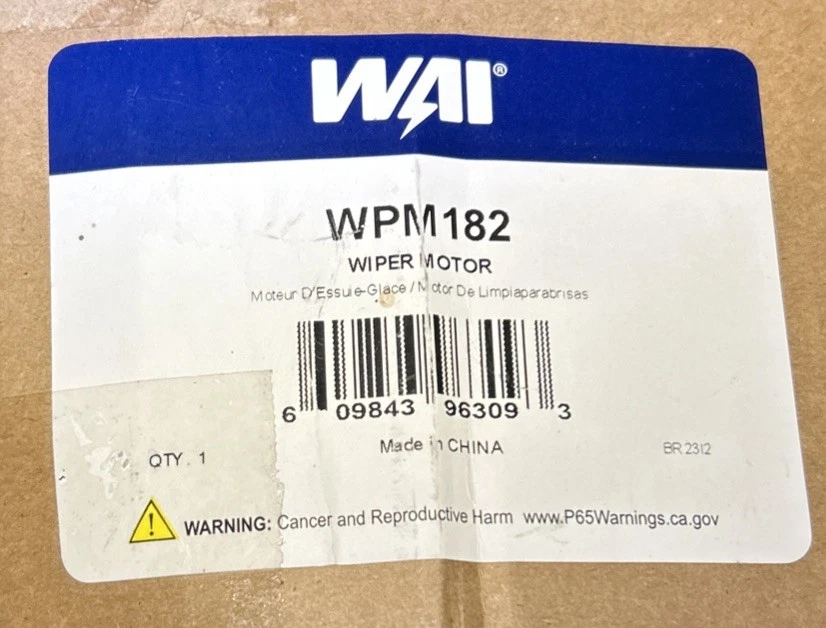 WAI®
WPM182
WIPER MOTOR
Moteur D'Essuie-Glace / Motor De Limpiaparabrisas
6 09843 96309 3
Made in CHINA
QTY. 1
BR 2312
WARNING: Cancer and Reproductive Harm www.P65Warnings.ca.gov